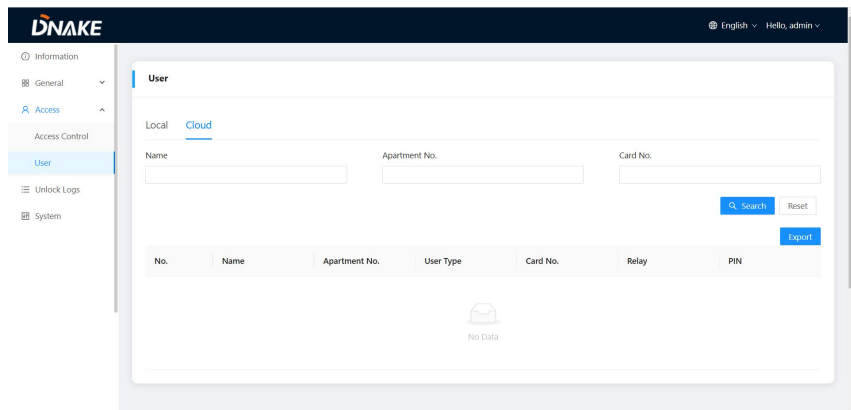 DNAKE
English Hello, admin
Information
General
Access
Access Control
User
Unlock Logs
System
User
Local Cloud
Name Apartment No. Card No.
Search Reset
Export
No. Name Apartment No. User Type Card No. Relay PIN
No Data